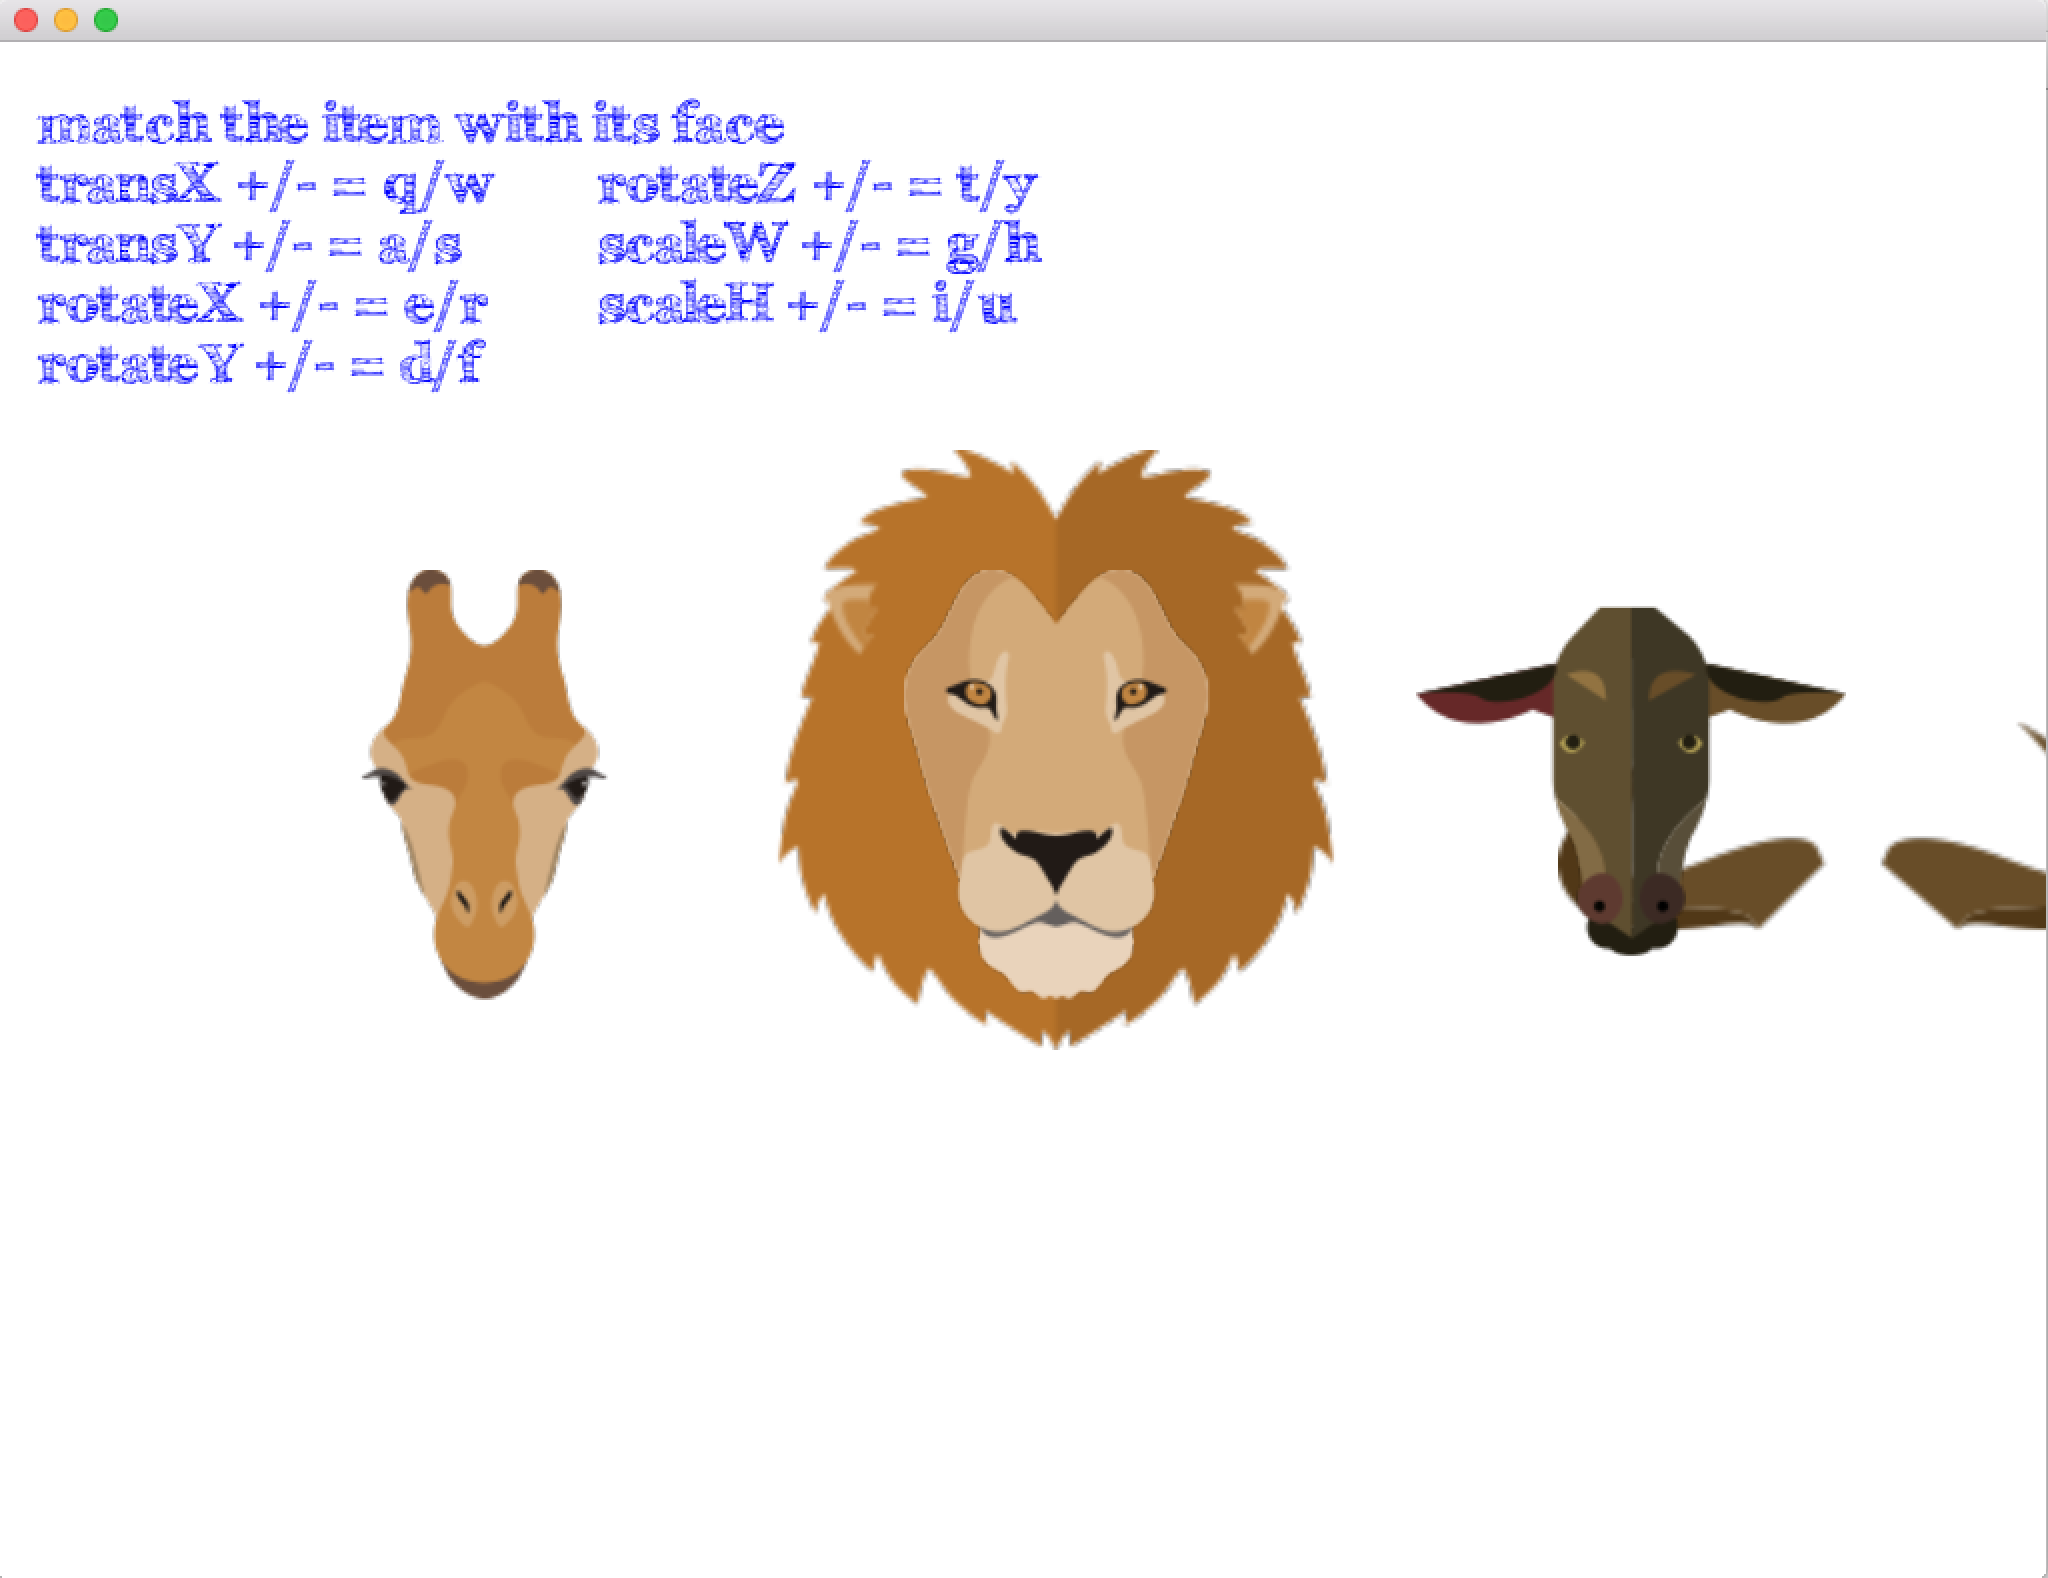 match the item with its face
transX +/- = q/w
transY +/- = a/s
rotateX +/- = e/r
rotateY +/- = d/f
rotateZ +/- = t/y
scaleW +/- = g/h
scaleH +/- = i/u